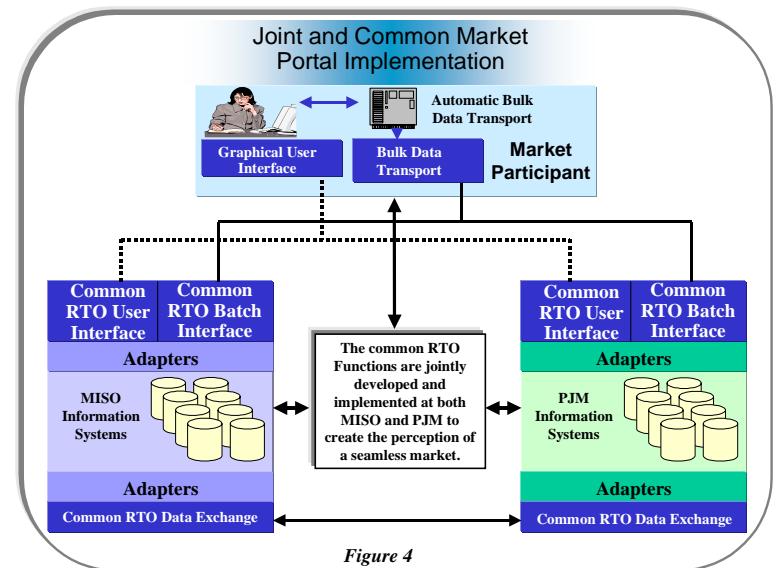 Joint and Common Market
Portal Implementation
Automatic Bulk
Data Transport
Graphical User
Interface
Bulk Data
Transport
Market
Participant
Common
RTO User
Interface
Common
RTO Batch
Interface
Adapters
MISO
Information
Systems
Adapters
Common RTO Data Exchange
The common RTO
Functions are jointly
developed and
implemented at both
MISO and PJM to
create the perception of
a seamless market.
Common
RTO User
Interface
Common
RTO Batch
Interface
Adapters
PJM
Information
Systems
Adapters
Common RTO Data Exchange
Figure 4